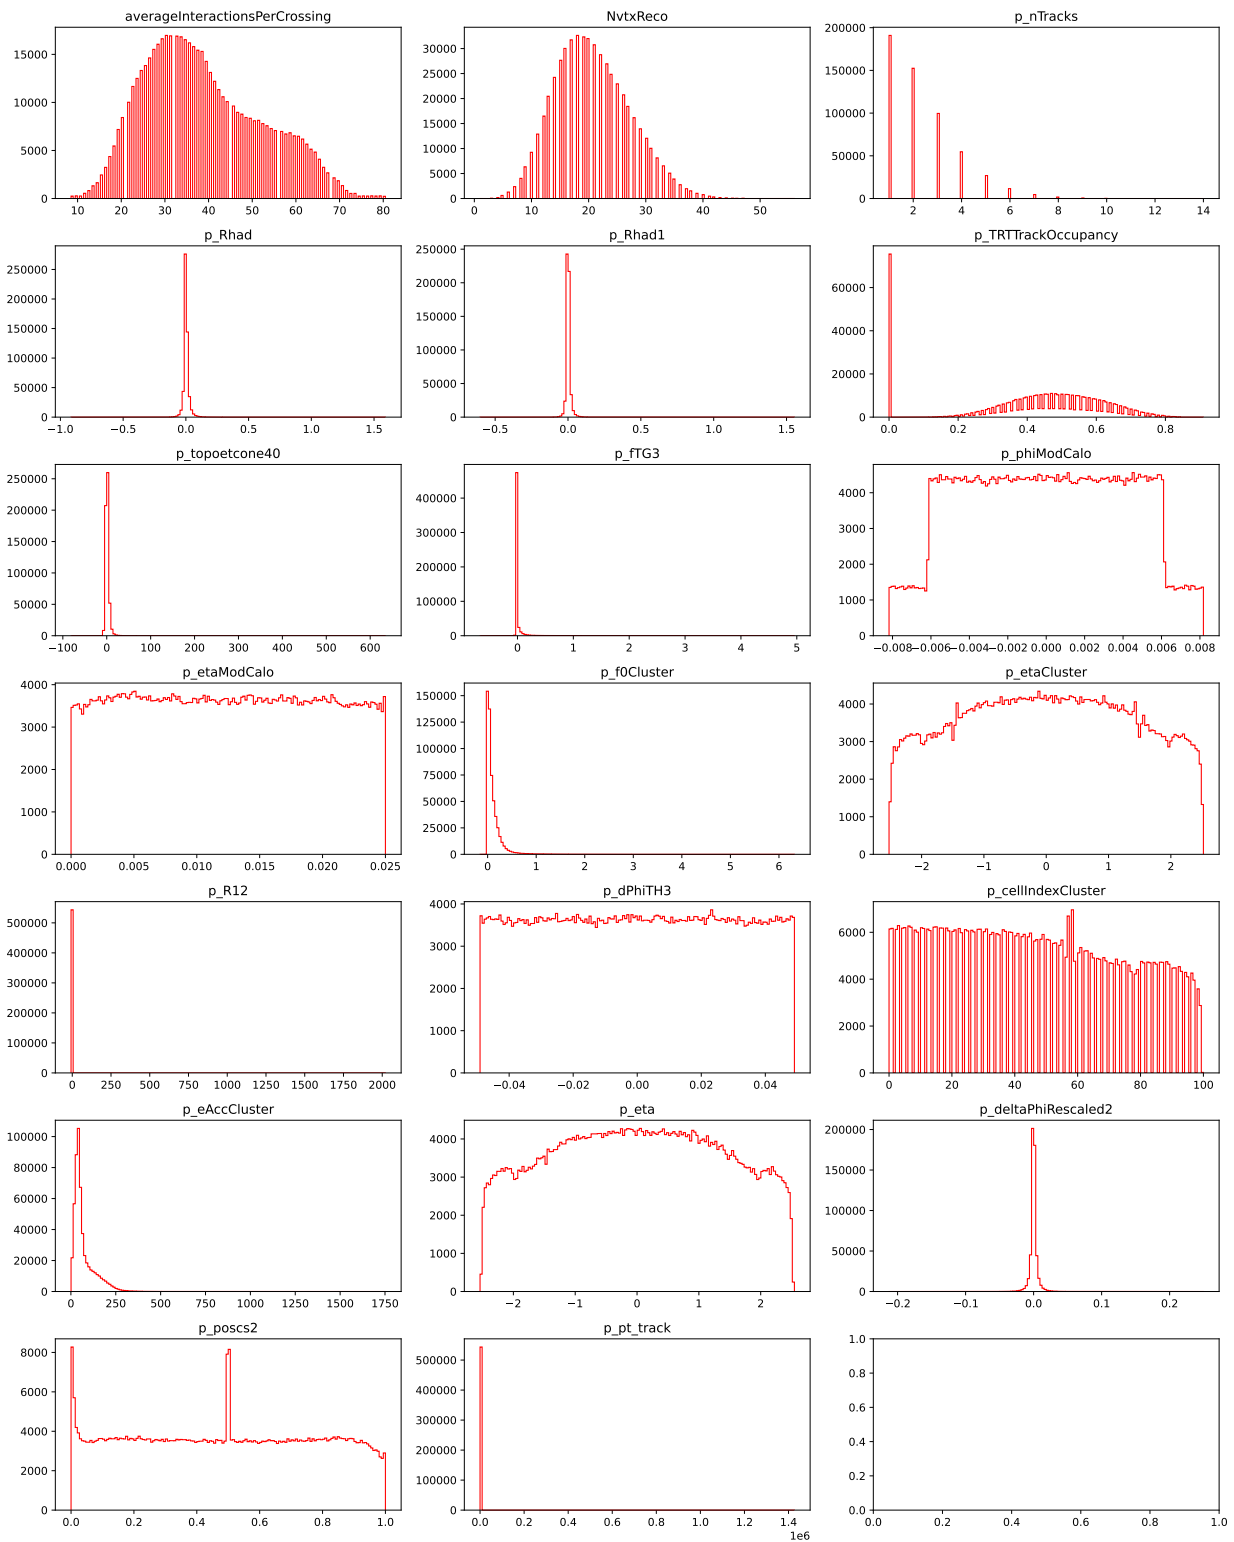 averageInteractionsPerCrossing
15000
10000
5000
0
10 20 30 40 50 60 70 80
NvtxReco
30000
25000
20000
15000
10000
5000
0
0 10 20 30 40 50
p_nTracks
200000
150000
100000
50000
0
2 4 6 8 10 12 14
p_Rhad
250000
200000
150000
100000
50000
0
−1.0 −0.5 0.0 0.5 1.0 1.5
p_Rhad1
250000
200000
150000
100000
50000
0
−0.5 0.0 0.5 1.0 1.5
p_TRTTrackOccupancy
60000
40000
20000
0
0.0 0.2 0.4 0.6 0.8
p_topoetcone40
250000
200000
150000
100000
50000
0
−100 0 100 200 300 400 500 600
p_fTG3
400000
300000
200000
100000
0
0 1 2 3 4 5
p_phiModCalo
4000
3000
2000
1000
0
−0.008 −0.006 −0.004 −0.002 0.000 0.002 0.004 0.006 0.008
p_etaModCalo
4000
3000
2000
1000
0
0.000 0.005 0.010 0.015 0.020 0.025
p_f0Cluster
150000
125000
100000
75000
50000
25000
0
0 1 2 3 4 5 6
p_etaCluster
4000
3000
2000
1000
0
−2 −1 0 1 2
p_R12
500000
400000
300000
200000
100000
0
0 250 500 750 1000 1250 1500 1750 2000
p_dPhiTH3
4000
3000
2000
1000
0
−0.04 −0.02 0.00 0.02 0.04
p_cellIndexCluster
6000
4000
2000
0
0 20 40 60 80 100
p_eAccCluster
100000
80000
60000
40000
20000
0
0 250 500 750 1000 1250 1500 1750
p_eta
4000
3000
2000
1000
0
−2 −1 0 1 2
p_deltaPhiRescaled2
200000
150000
100000
50000
0
−0.2 −0.1 0.0 0.1 0.2
p_poscs2
8000
6000
4000
2000
0
0.0 0.2 0.4 0.6 0.8 1.0
p_pt_track
500000
400000
300000
200000
100000
0
0.0 0.2 0.4 0.6 0.8 1.0 1.2 1.4
1e6
1.0
0.8
0.6
0.4
0.2
0.0
0.0 0.2 0.4 0.6 0.8 1.0